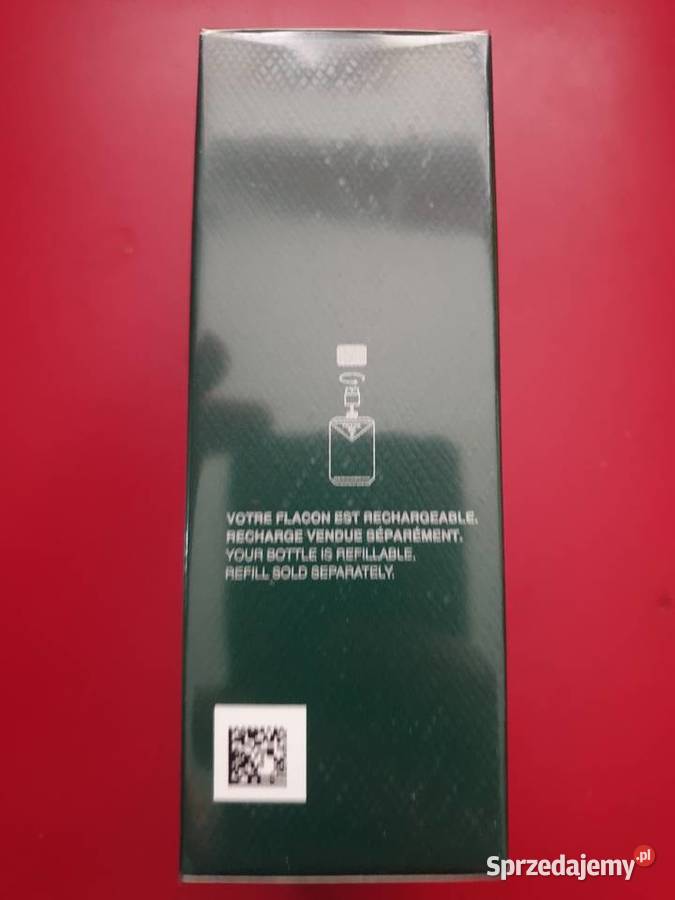 VOTRE FLACON EST RECHARGEABLE.
RECHARGE VENDUE SÉPARÉMENT.
YOUR BOTTLE IS REFILLABLE.
REFILL SOLD SEPARATELY.
Sprzedajemy.pl